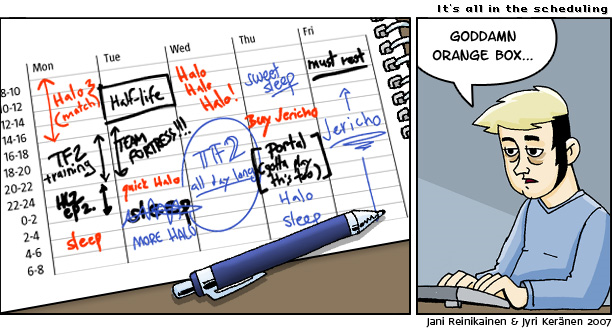 It's all in the scheduling
Mon Tue Wed Thu Fri
8-10
10-12
12-14
14-16
16-18
18-20
20-22
22-24
0-2
2-4
4-6
6-8
Halo 3
(match)
TF2
training
HL2
ep2
sleep
Half-life
TEAM
FORTRESS!!!
quick Halo
sleep
MORE HALO
Halo
Halo
Halo!
TF2
all day long
sweet
sleep
Buy Jericho
Portal
(gotta play
this too)
Halo
sleep
must rest
Jericho
GODDAMN
ORANGE BOX...
Jani Reinikainen & Jyri Keränen 2007